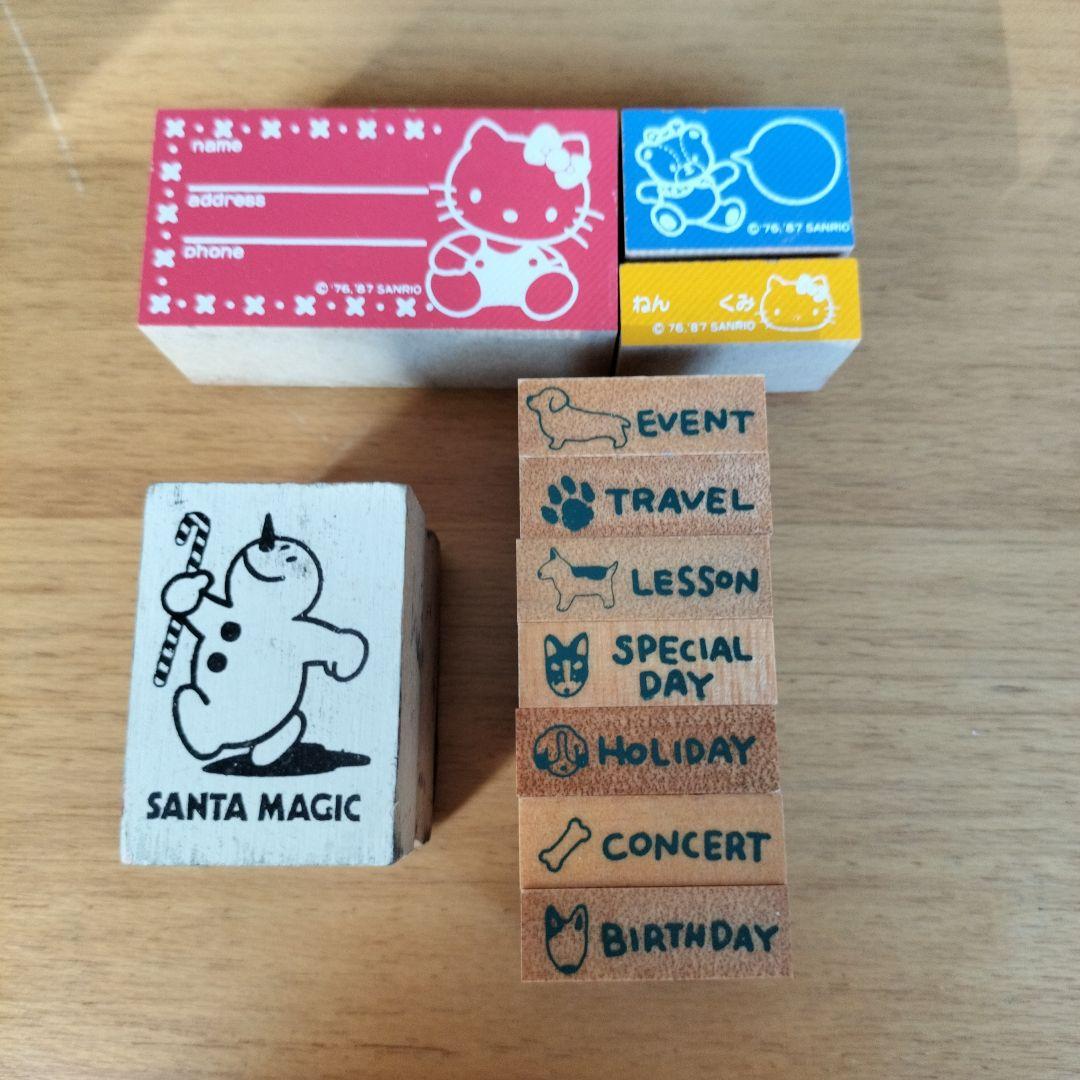 name
address
phone
© '76,'87 SANRIO
© '76,'87 SANRIO
ねん くみ
© '76,'87 SANRIO
EVENT
TRAVEL
LESSON
SPECIAL
DAY
HOLIDAY
CONCERT
BIRTHDAY
SANTA MAGIC